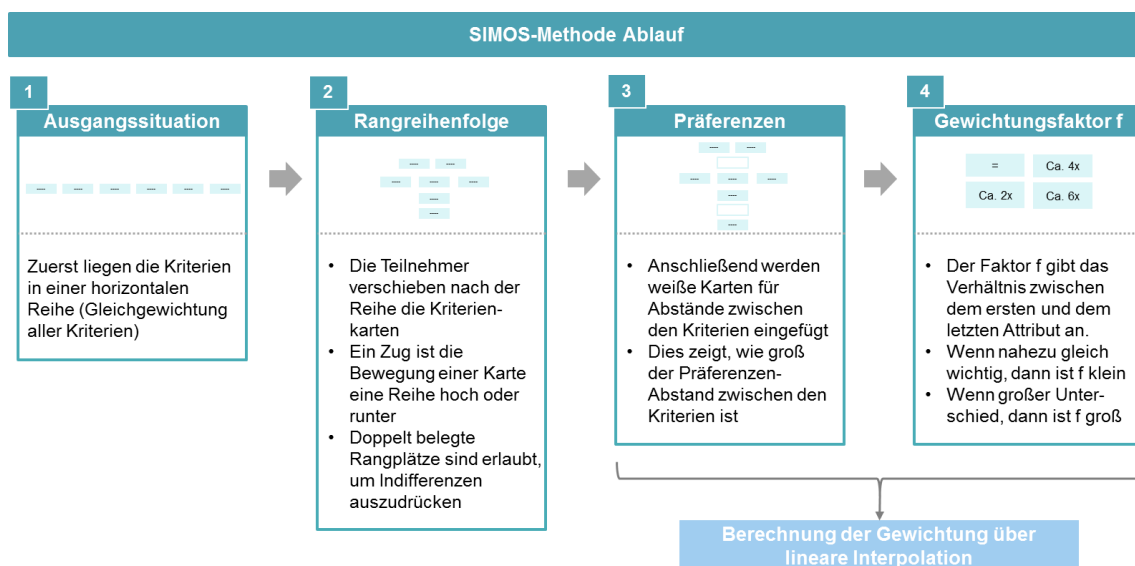 SIMOS-Methode Ablauf
1
Ausgangssituation
---- ---- ---- ---- ---- ----
Zuerst liegen die Kriterien
in einer horizontalen
Reihe (Gleichgewichtung
aller Kriterien)
2
Rangreihenfolge
---- ----
---- ---- ----
----
----
• Die Teilnehmer
verschieben nach der
Reihe die Kriterien-
karten
• Ein Zug ist die
Bewegung einer Karte
eine Reihe hoch oder
runter
• Doppelt belegte
Rangplätze sind erlaubt,
um Indifferenzen
auszudrücken
3
Präferenzen
---- ----
---- ---- ----
----
----
• Anschließend werden
weiße Karten für
Abstände zwischen
den Kriterien eingefügt
• Dies zeigt, wie groß
der Präferenzen-
Abstand zwischen den
Kriterien ist
4
Gewichtungsfaktor f
= Ca. 4x
Ca. 2x Ca. 6x
• Der Faktor f gibt das
Verhältnis zwischen
dem ersten und dem
letzten Attribut an.
• Wenn nahezu gleich
wichtig, dann ist f klein
• Wenn großer Unter-
schied, dann ist f groß
Berechnung der Gewichtung über
lineare Interpolation